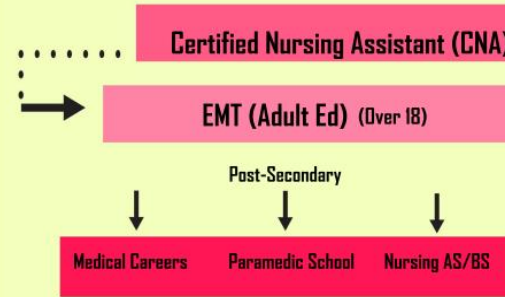 Certified Nursing Assistant (CNA)
EMT (Adult Ed) (Over 18)
Post-Secondary
Medical Careers Paramedic School Nursing AS/BS